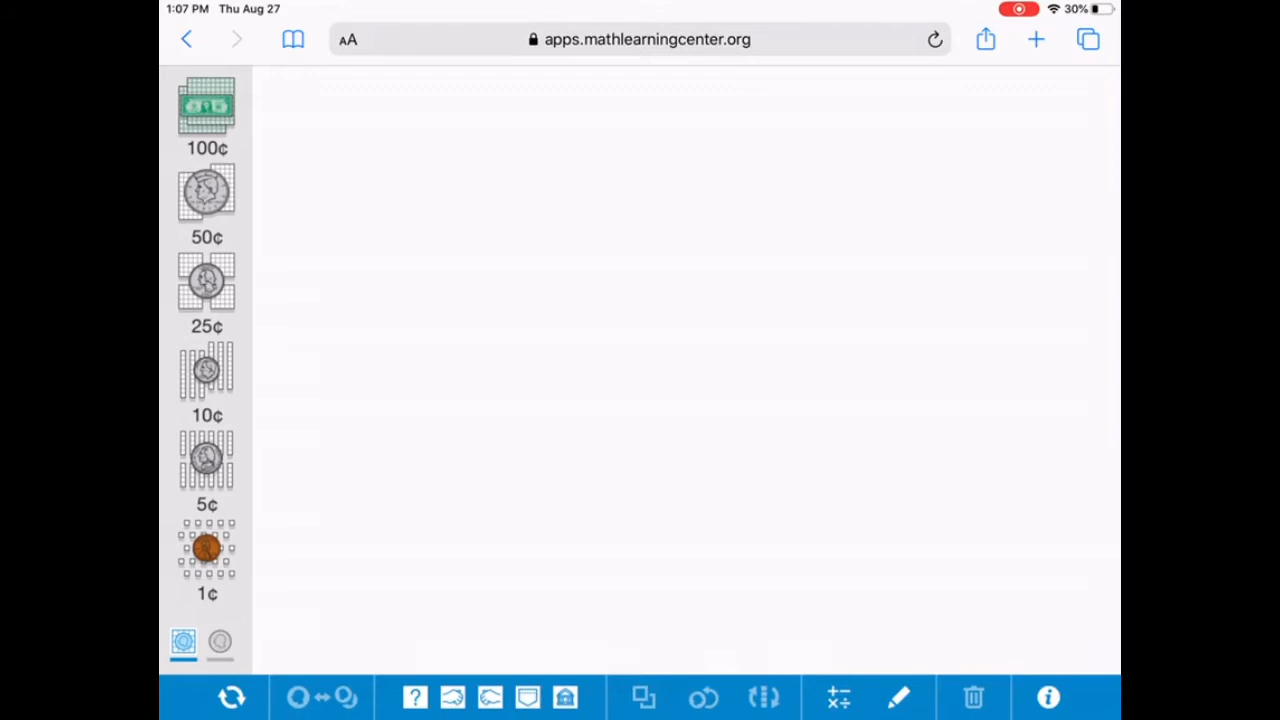 1:07 PM Thu Aug 27
30%
AA apps.mathlearningcenter.org
100¢
50¢
25¢
10¢
5¢
1¢
?
i